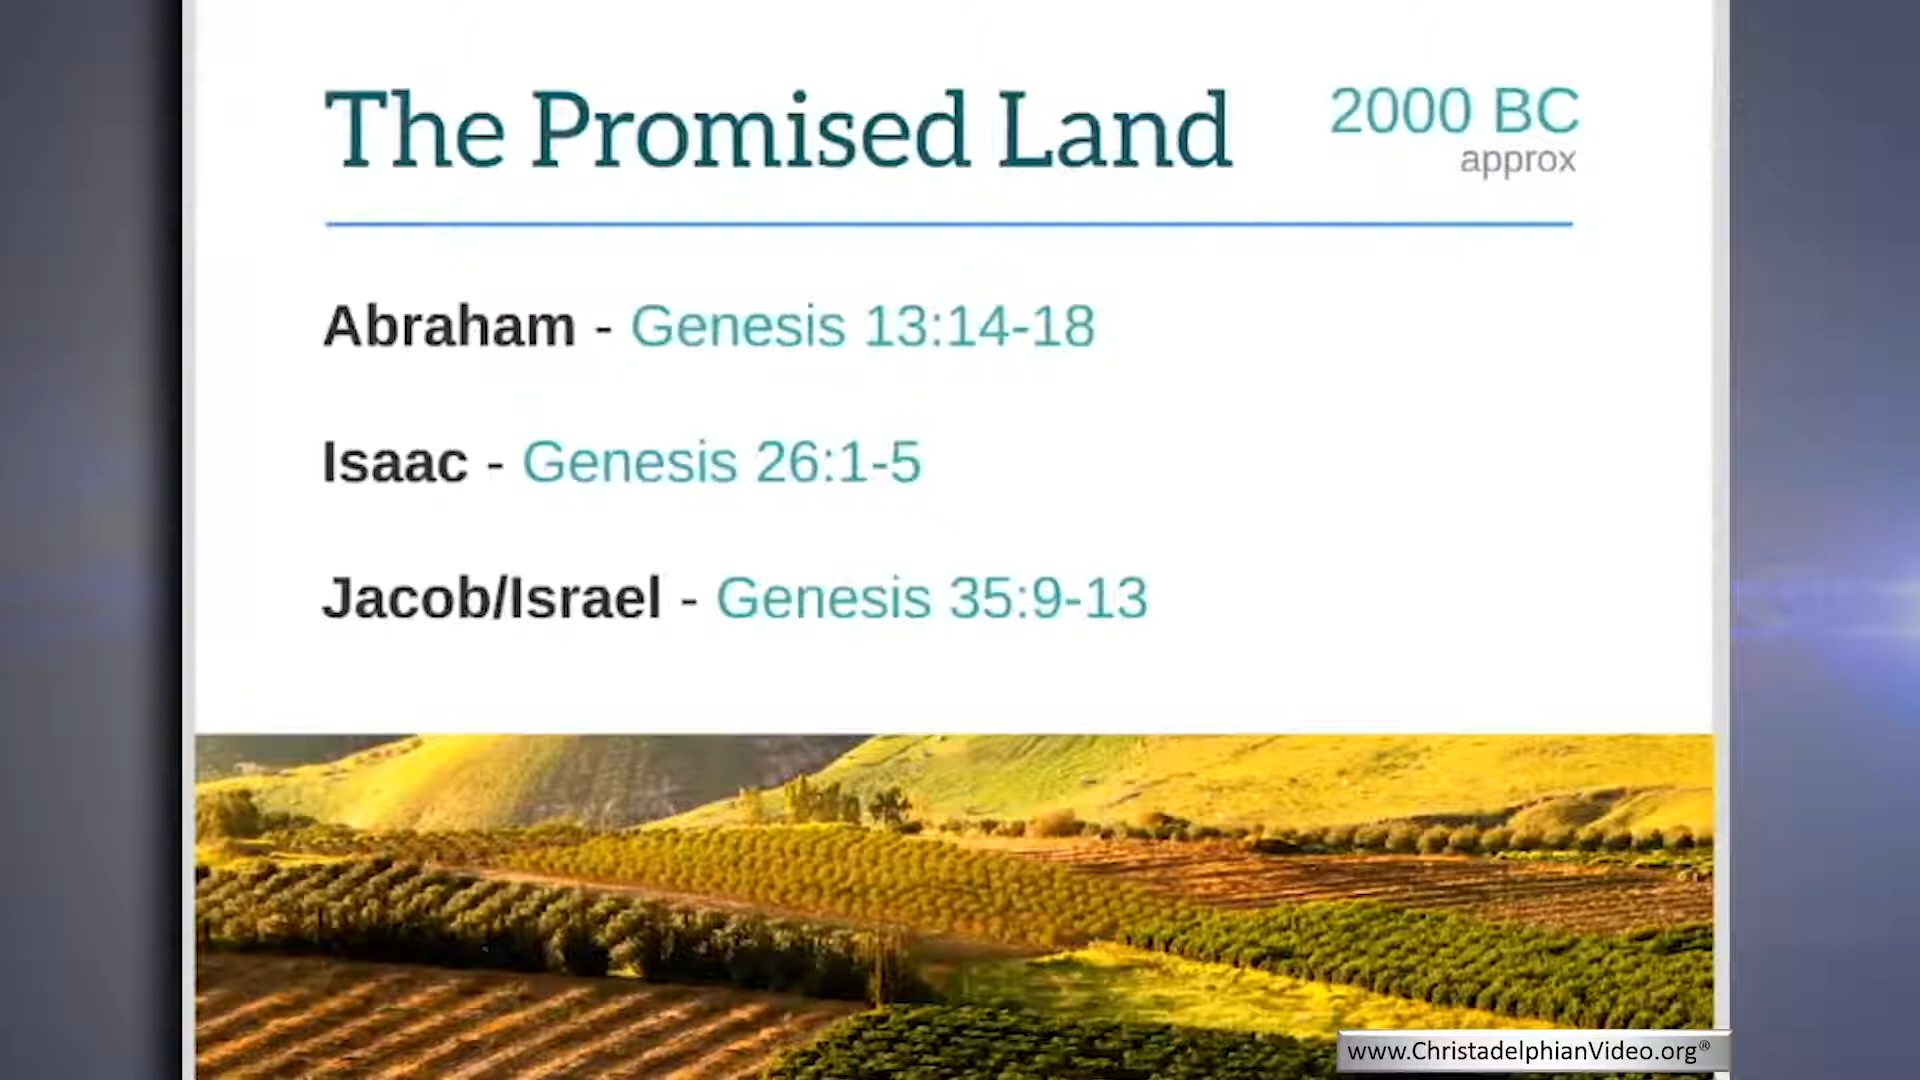 The Promised Land
2000 BC
approx
Abraham - Genesis 13:14-18
Isaac - Genesis 26:1-5
Jacob/Israel - Genesis 35:9-13
www.ChristadelphianVideo.org®